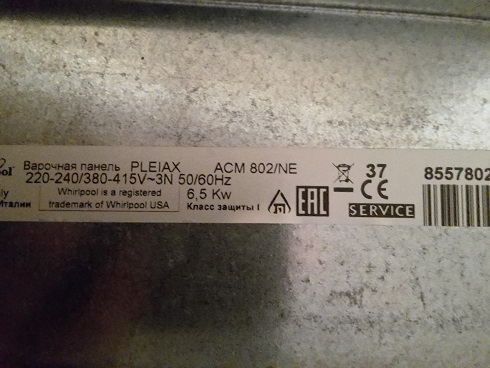 Варочная панель PLEIAX ACM 802/NE
220-240/380-415V~3N 50/60Hz
Whirlpool is a registered
trademark of Whirlpool USA
6,5 Kw
Класс защиты I
EAC
37
CE
SERVICE
8557802